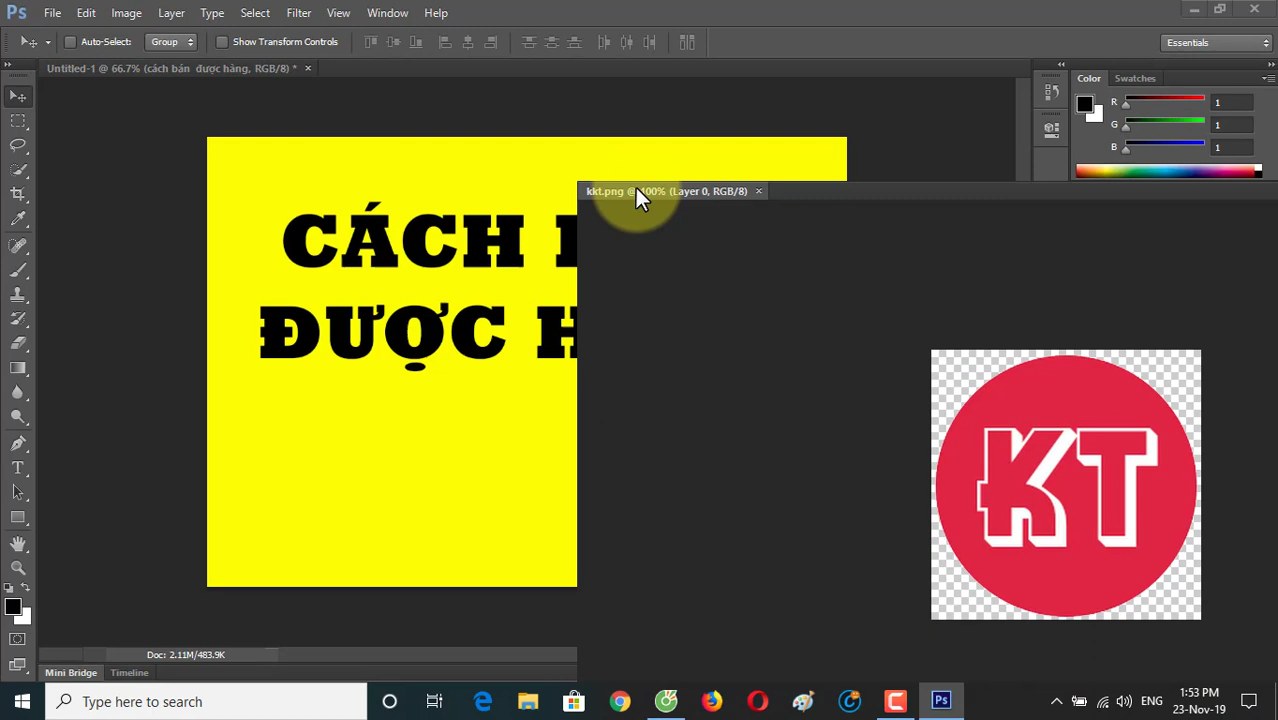 Ps File Edit Image Layer Type Select Filter View Window Help
Auto-Select: Group Show Transform Controls Essentials
Untitled-1 @ 66.7% (cách bán được hàng, RGB/8) * ×
Color Swatches
R 1
G 1
B 1
kkt.png @ 100% (Layer 0, RGB/8) ×
CÁCH
ĐƯỢC H
KT
Doc: 2.11M/483.9K
Mini Bridge Timeline
Type here to search
Ps
ENG
1:53 PM
23-Nov-19